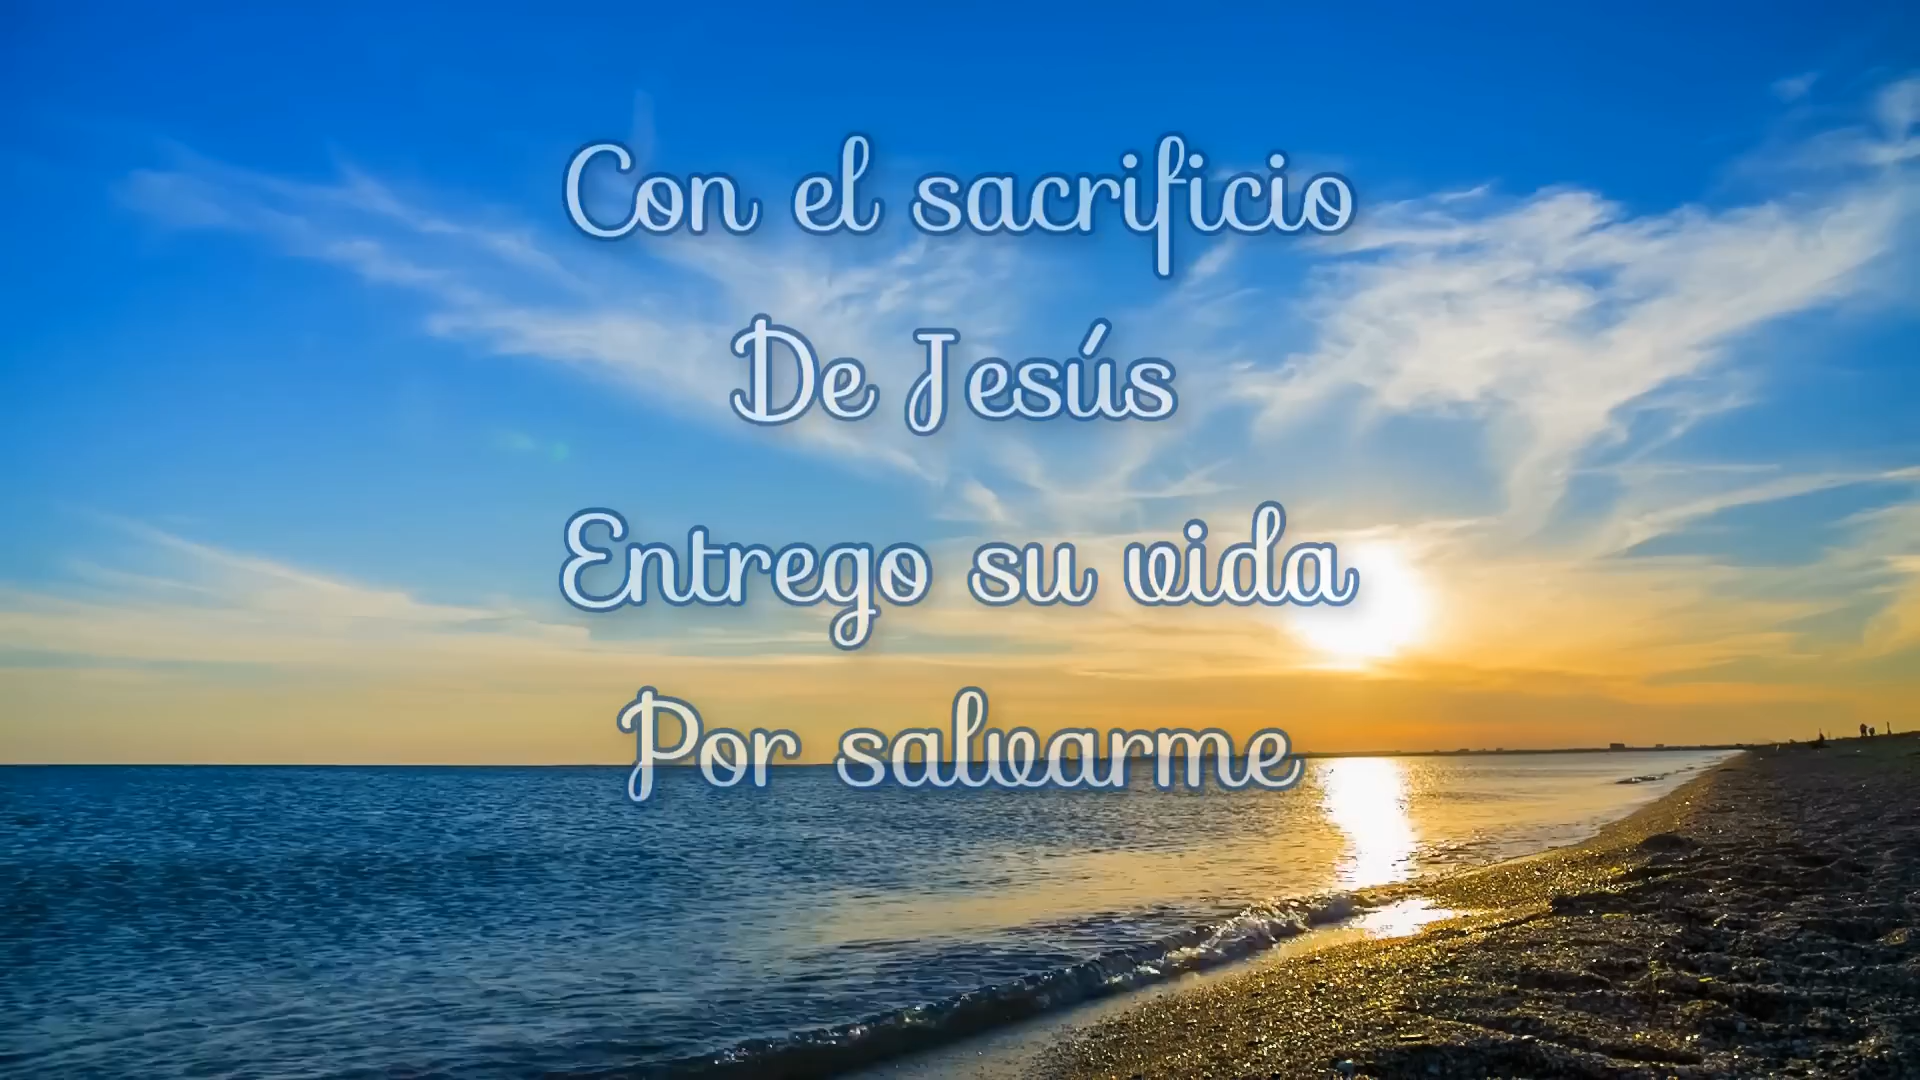 Con el sacrificio
De Jesús
Entrego su vida
Por salvarme